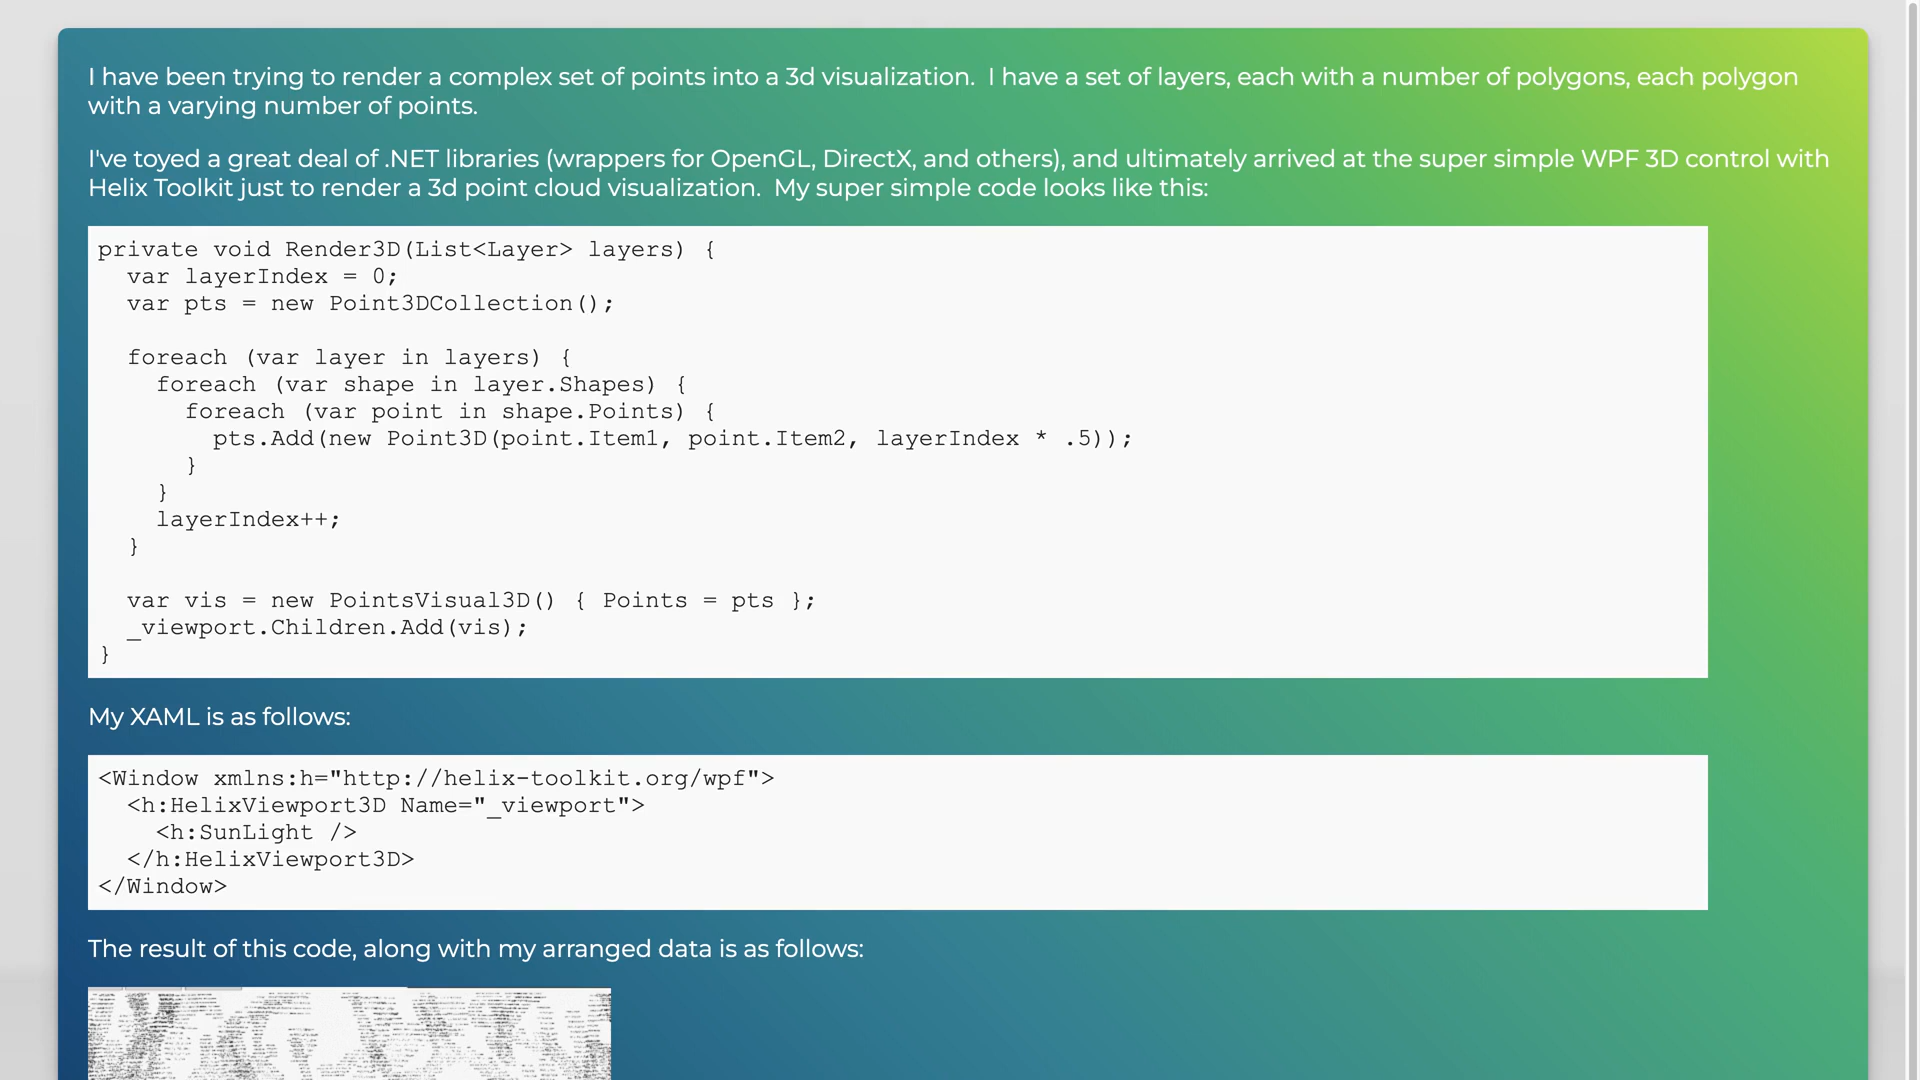 I have been trying to render a complex set of points into a 3d visualization.  I have a set of layers, each with a number of polygons, each polygon
with a varying number of points.
I've toyed a great deal of .NET libraries (wrappers for OpenGL, DirectX, and others), and ultimately arrived at the super simple WPF 3D control with
Helix Toolkit just to render a 3d point cloud visualization.  My super simple code looks like this:
private void Render3D(List<Layer> layers) {
  var layerIndex = 0;
  var pts = new Point3DCollection();

  foreach (var layer in layers) {
    foreach (var shape in layer.Shapes) {
      foreach (var point in shape.Points) {
        pts.Add(new Point3D(point.Item1, point.Item2, layerIndex * .5));
      }
    }
    layerIndex++;
  }

  var vis = new PointsVisual3D() { Points = pts };
  _viewport.Children.Add(vis);
}
My XAML is as follows:
<Window xmlns:h="http://helix-toolkit.org/wpf">
  <h:HelixViewport3D Name="_viewport">
    <h:SunLight />
  </h:HelixViewport3D>
</Window>
The result of this code, along with my arranged data is as follows: